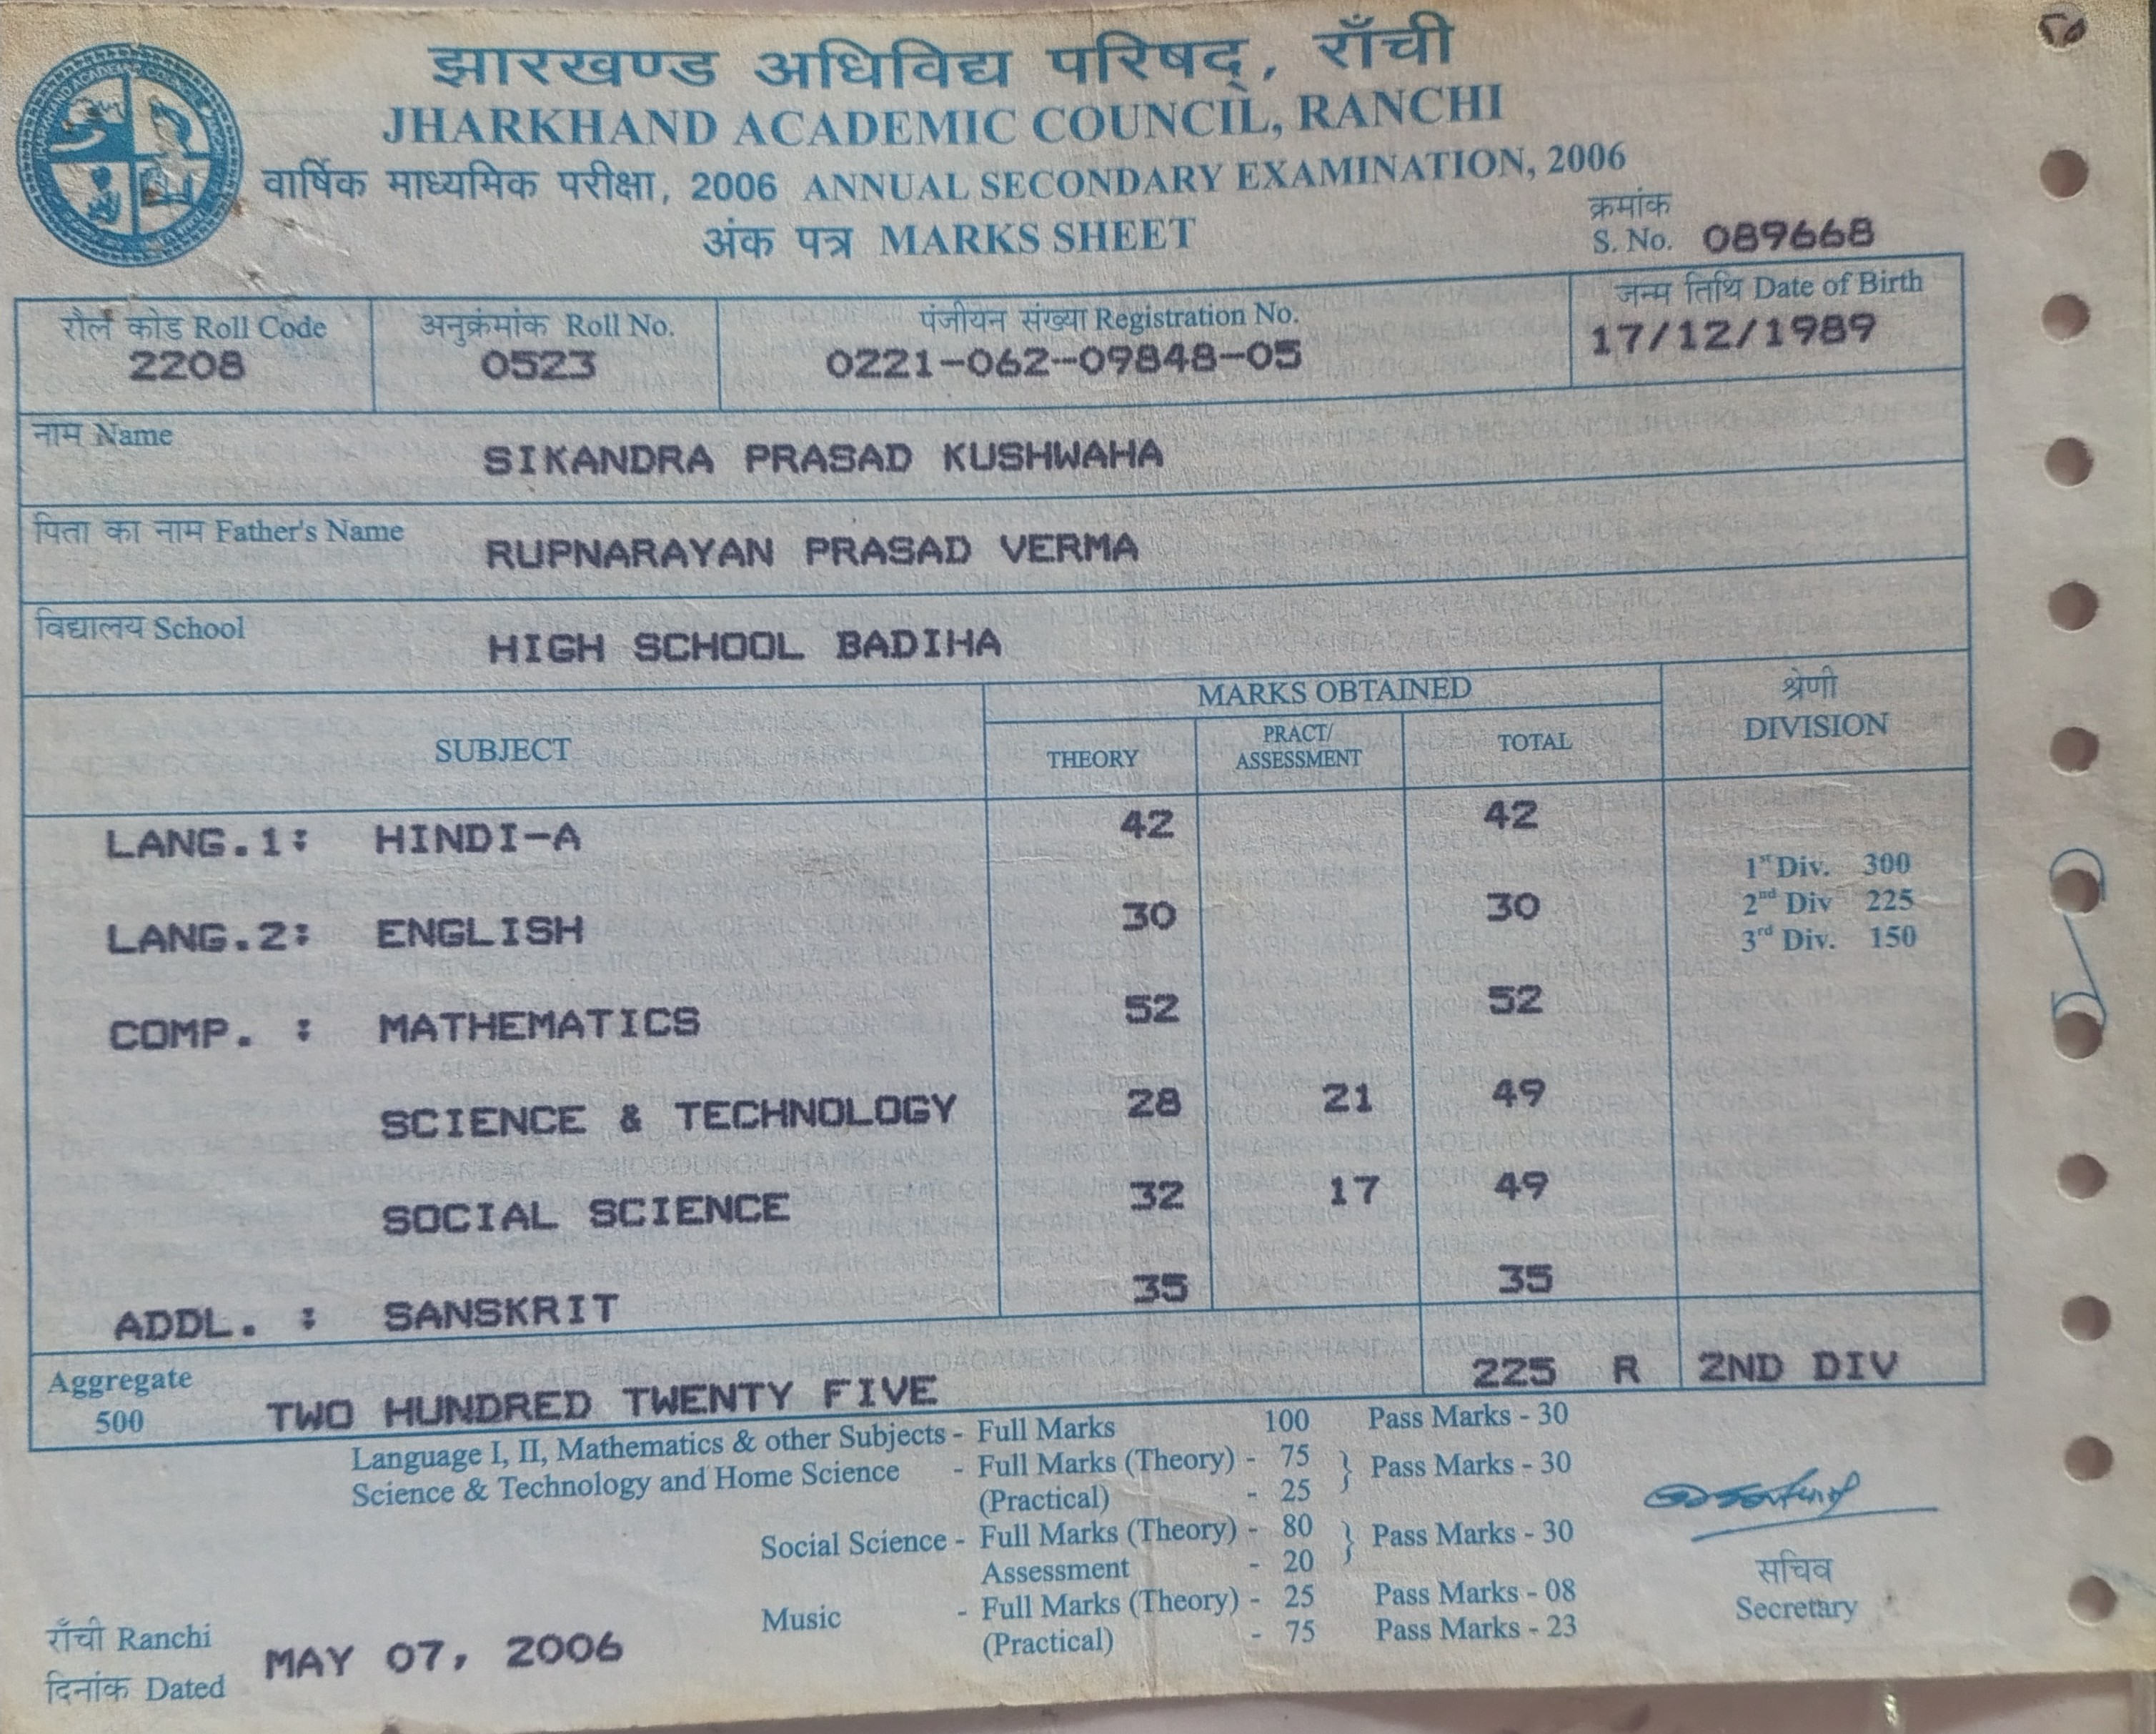 झारखण्ड अधिविद्य परिषद्, राँची
JHARKHAND ACADEMIC COUNCIL, RANCHI
वार्षिक माध्यमिक परीक्षा, 2006 ANNUAL SECONDARY EXAMINATION, 2006
अंक पत्र MARKS SHEET
क्रमांक
S. No. 089668
रौल कोड Roll Code अनुक्रंमांक Roll No. पंजीयन संख्या Registration No. जन्म तिथि Date of Birth
2208 0523 0221-062-09848-05 17/12/1989
नाम Name SIKANDRA PRASAD KUSHWAHA
पिता का नाम Father's Name RUPNARAYAN PRASAD VERMA
विद्यालय School HIGH SCHOOL BADIHA
SUBJECT MARKS OBTAINED श्रेणी
THEORY PRACT/ ASSESSMENT TOTAL DIVISION
LANG.1: HINDI-A 42 42
1st Div. 300
LANG.2: ENGLISH 30 30 2nd Div 225
3rd Div. 150
COMP. : MATHEMATICS 52 52
SCIENCE & TECHNOLOGY 28 21 49
SOCIAL SCIENCE 32 17 49
ADDL. : SANSKRIT 35 35
Aggregate
500 TWO HUNDRED TWENTY FIVE 225 R 2ND DIV
Language I, II, Mathematics & other Subjects - Full Marks 100 Pass Marks - 30
Science & Technology and Home Science - Full Marks (Theory) - 75 } Pass Marks - 30
(Practical) - 25
Social Science - Full Marks (Theory) - 80 } Pass Marks - 30
Assessment - 20
Music - Full Marks (Theory) - 25 Pass Marks - 08
(Practical) - 75 Pass Marks - 23
सचिव
Secretary
राँची Ranchi
दिनांक Dated MAY 07, 2006